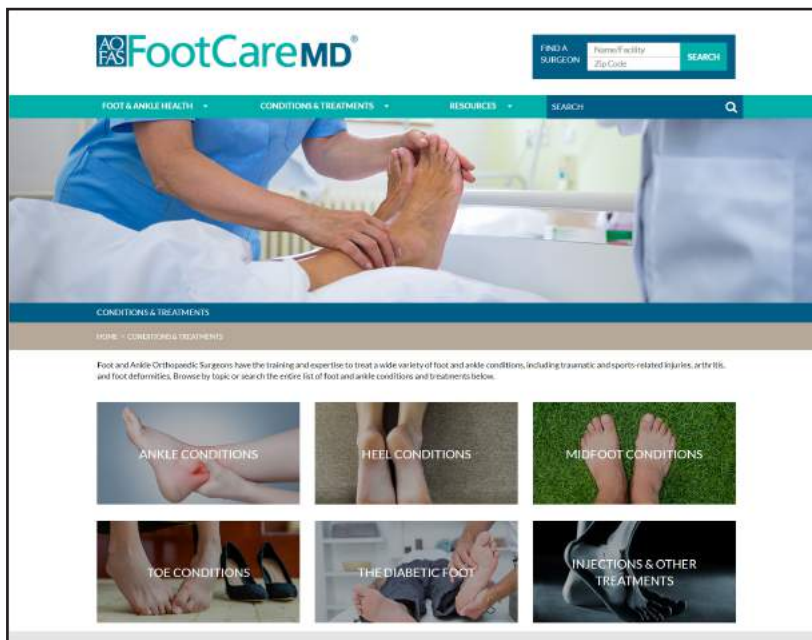 AO
FAS FootCareMD®
FIND A
SURGEON
Name/Facility
Zip Code
SEARCH
FOOT & ANKLE HEALTH
CONDITIONS & TREATMENTS
RESOURCES
SEARCH
CONDITIONS & TREATMENTS
HOME > CONDITIONS & TREATMENTS
Foot and Ankle Orthopaedic Surgeons have the training and expertise to treat a wide variety of foot and ankle conditions, including traumatic and sports-related injuries, arthritis,
and foot deformities. Browse by topic or search the entire list of foot and ankle conditions and treatments below.
ANKLE CONDITIONS
HEEL CONDITIONS
MIDFOOT CONDITIONS
TOE CONDITIONS
THE DIABETIC FOOT
INJECTIONS & OTHER
TREATMENTS